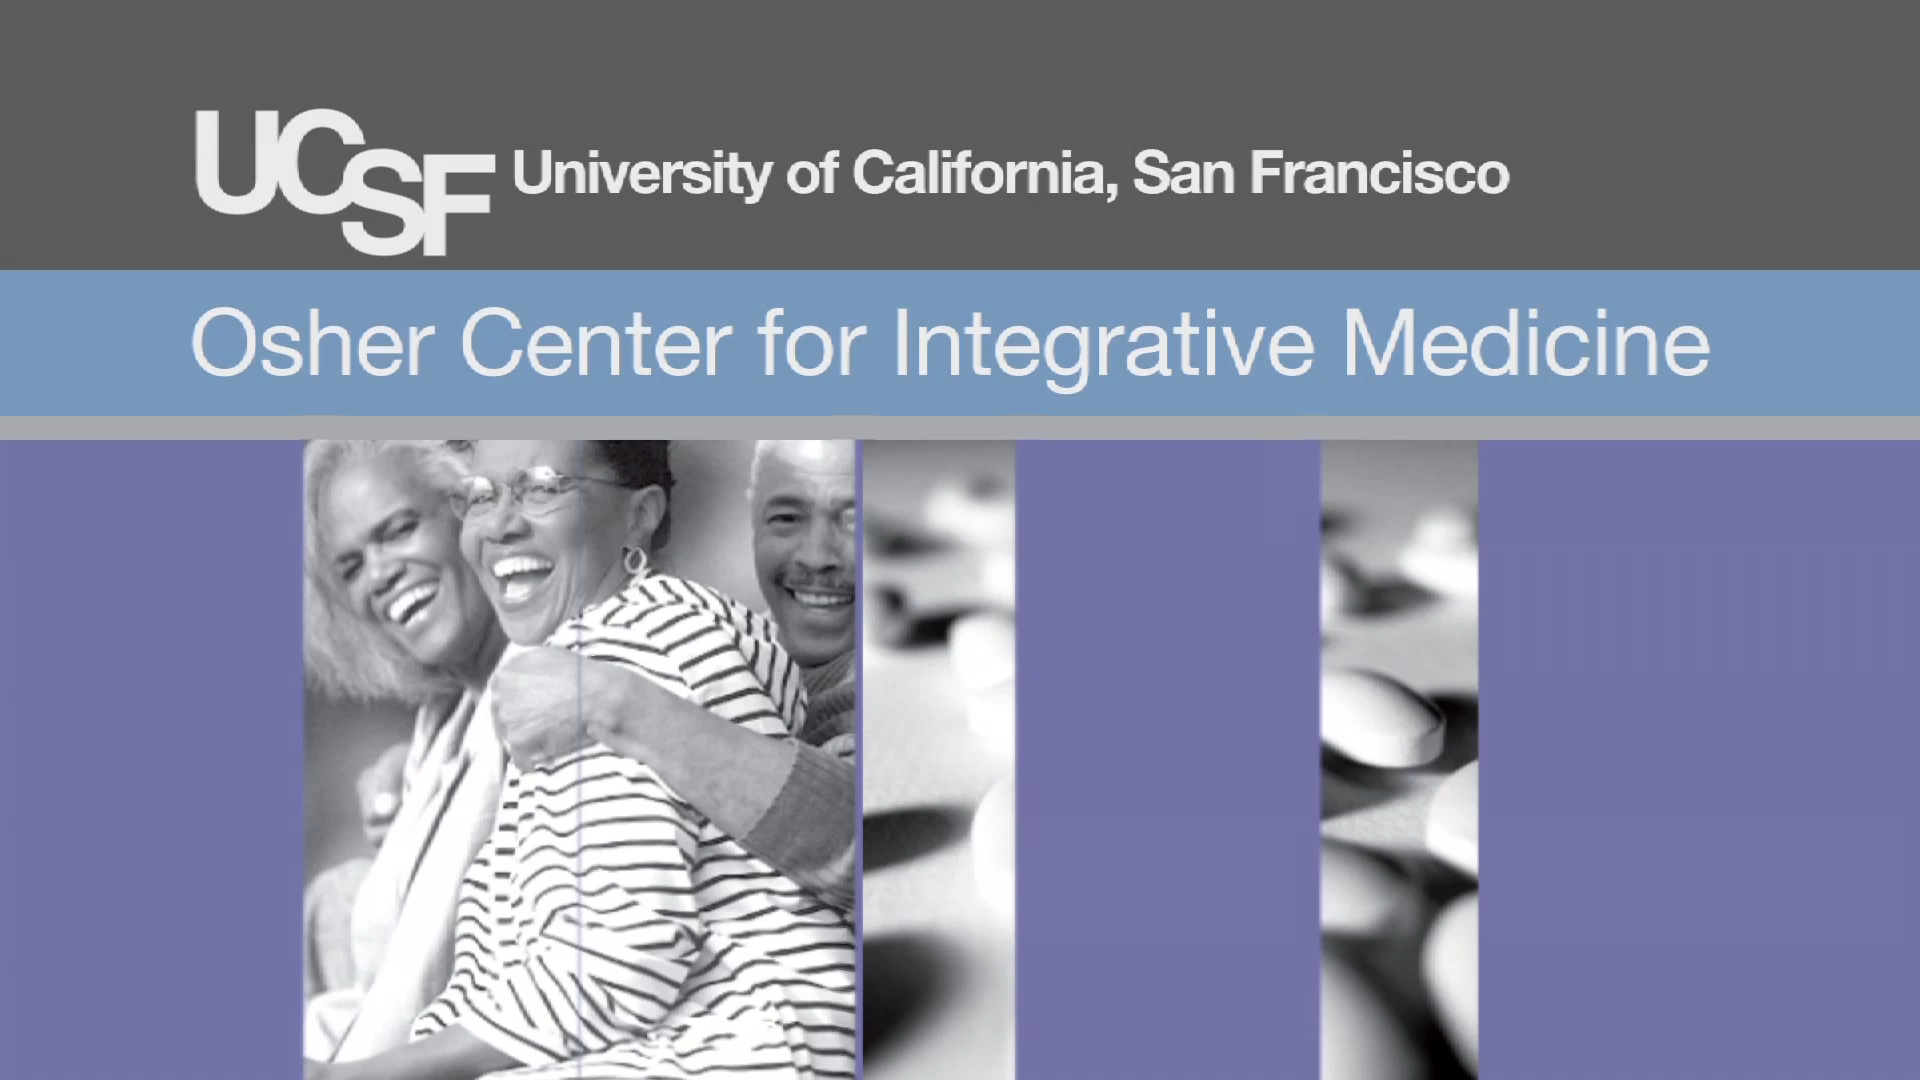 UCSF University of California, San Francisco
Osher Center for Integrative Medicine